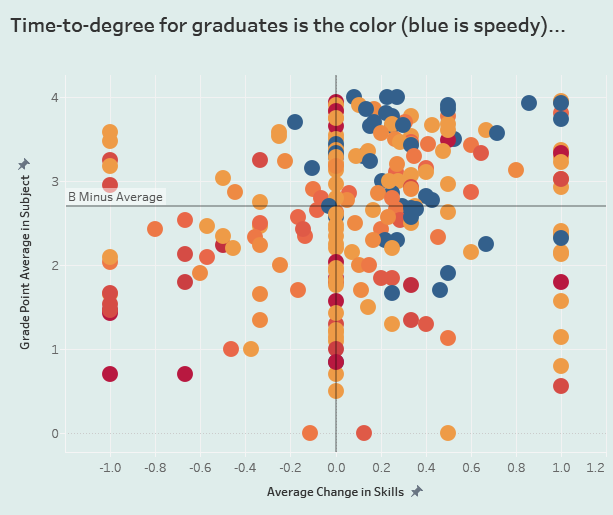 Time-to-degree for graduates is the color (blue is speedy)...
4
3
B Minus Average
2
1
0
Grade Point Average in Subject
-1.0 -0.8 -0.6 -0.4 -0.2 0.0 0.2 0.4 0.6 0.8 1.0 1.2
Average Change in Skills